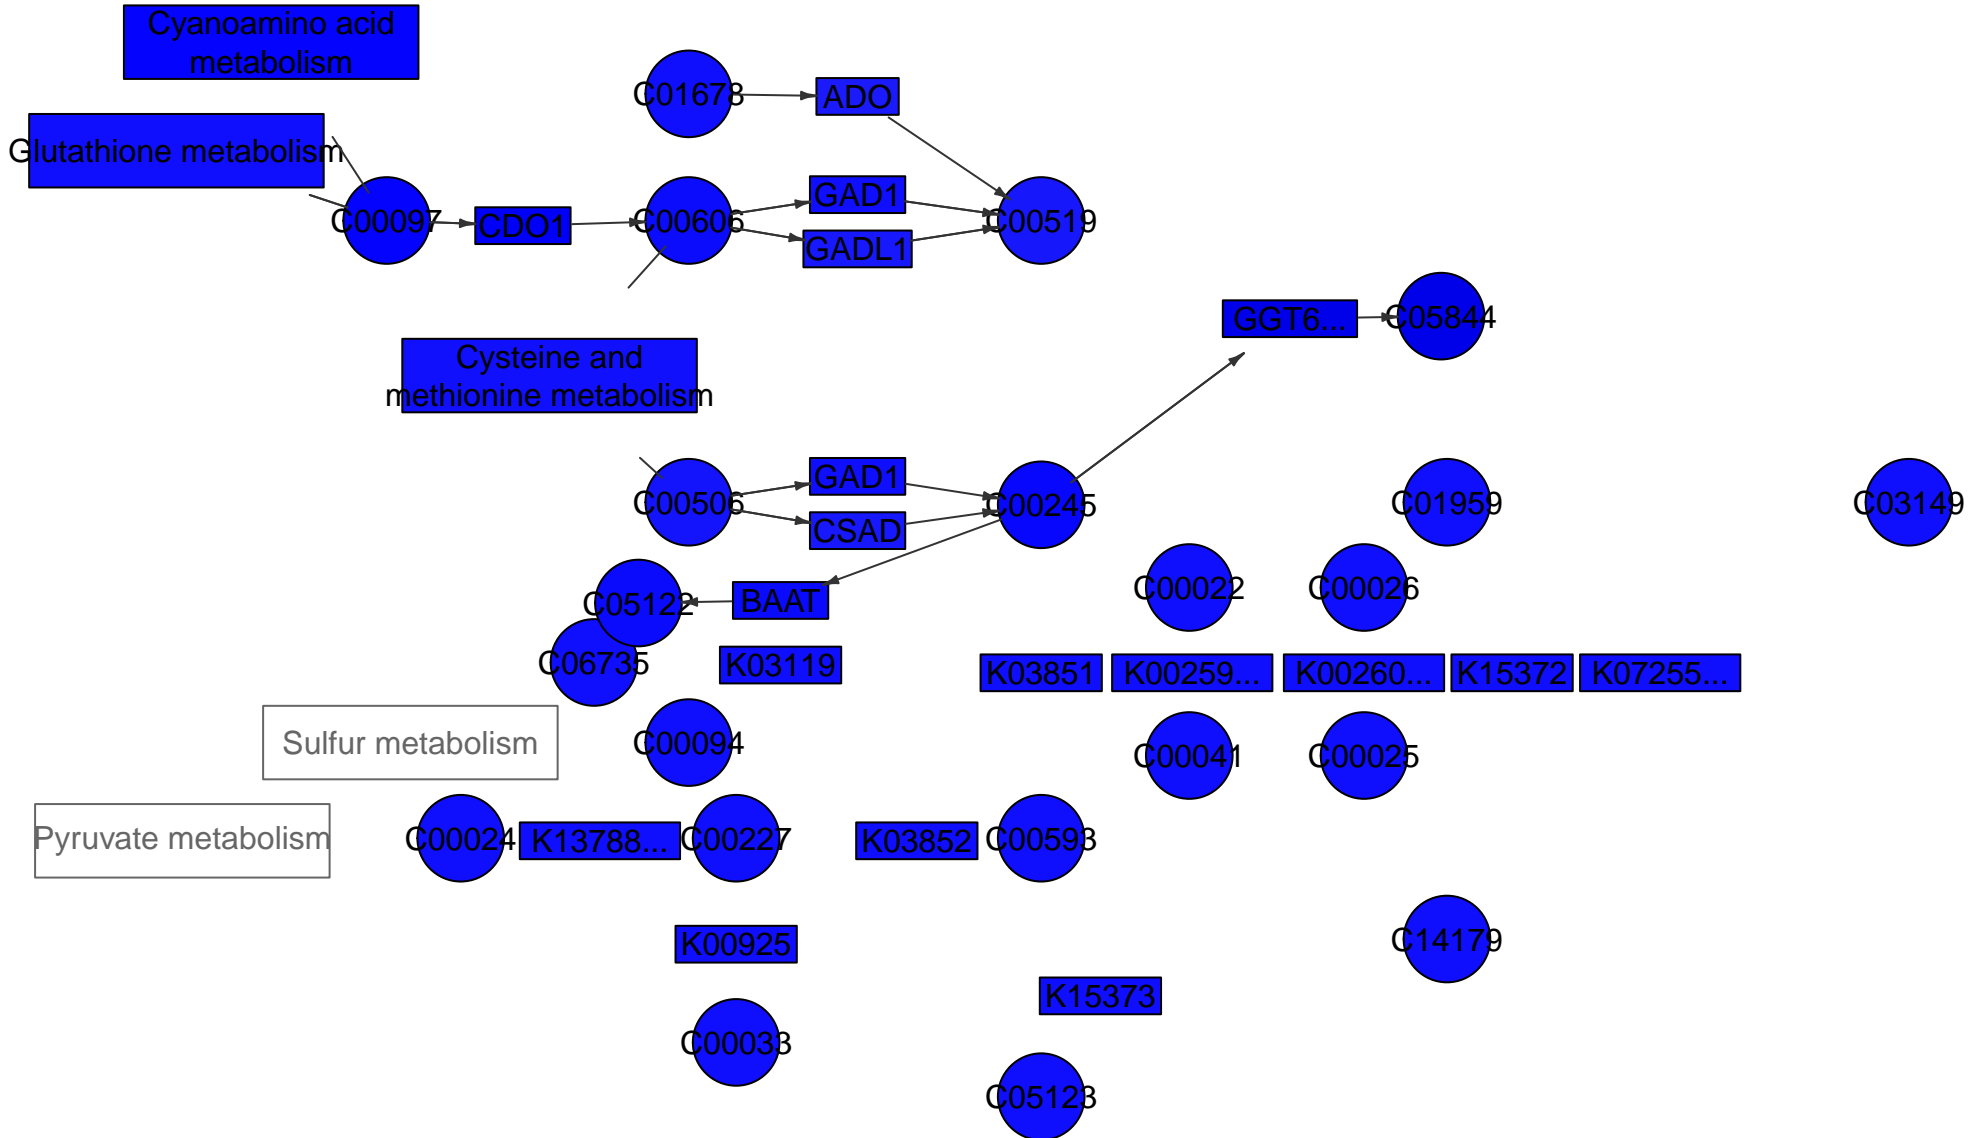 Cyanoamino acid
metabolism
C01678
ADO
Glutathione metabolism
C00097
CDO1
C00606
GAD1
GADL1
C00519
GGT6...
C05844
Cysteine and
methionine metabolism
C00506
GAD1
CSAD
C00245
C01959
C03149
C05122
BAAT
C00022
C00026
C06735
K03119
K03851
K00259...
K00260...
K15372
K07255...
Sulfur metabolism
C00094
C00041
C00025
Pyruvate metabolism
C00024
K13788...
C00227
K03852
C00593
K00925
C14179
K15373
C00033
C05123